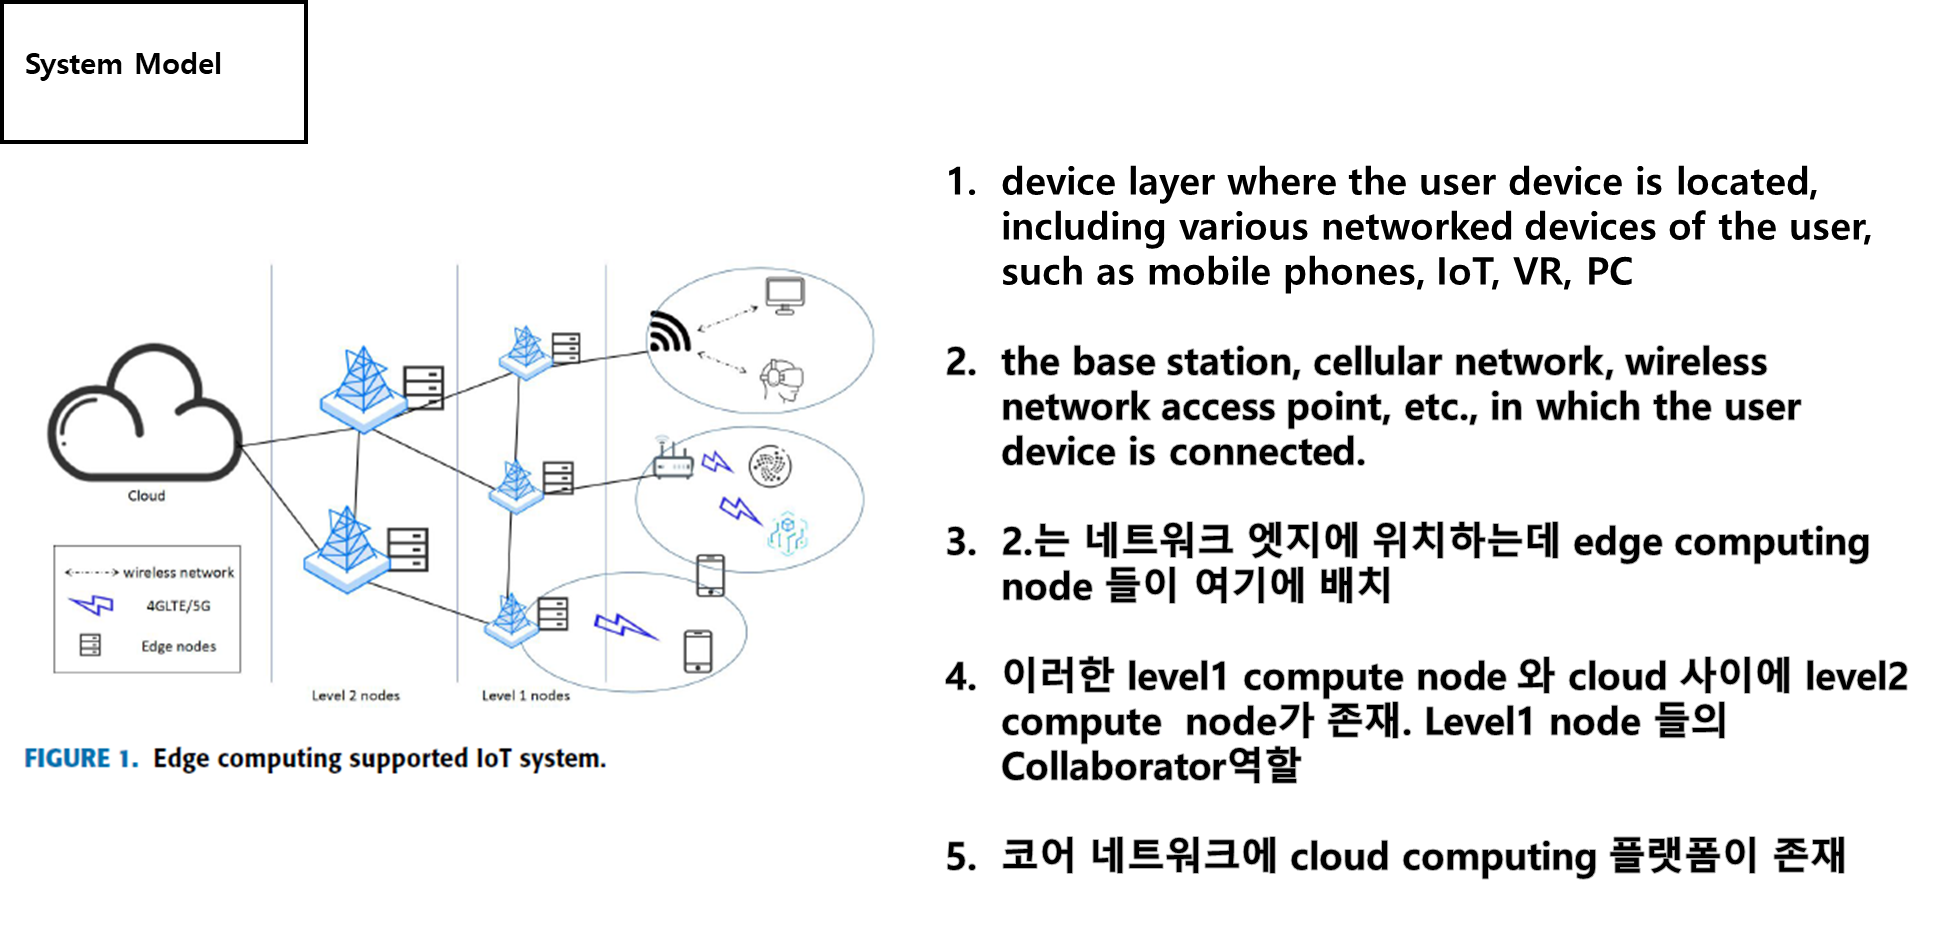 System Model
1. device layer where the user device is located,
including various networked devices of the user,
such as mobile phones, IoT, VR, PC
2. the base station, cellular network, wireless
network access point, etc., in which the user
device is connected.
3. 2.는 네트워크 엣지에 위치하는데 edge computing
node 들이 여기에 배치
4. 이러한 level1 compute node 와 cloud 사이에 level2
compute  node가 존재. Level1 node 들의
Collaborator역할
5. 코어 네트워크에 cloud computing 플랫폼이 존재
Cloud
wireless network
4GLTE/5G
Edge nodes
Level 2 nodes
Level 1 nodes
FIGURE 1. Edge computing supported IoT system.